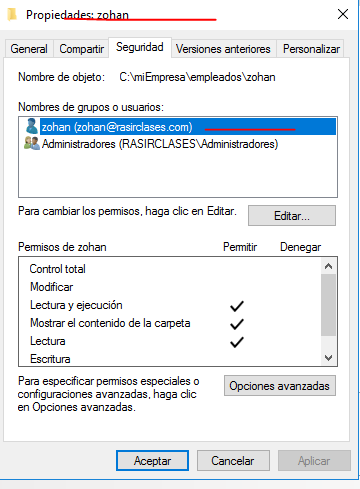 Propiedades: zohan
General Compartir Seguridad Versiones anteriores Personalizar
Nombre de objeto: C:\miEmpresa\empleados\zohan
Nombres de grupos o usuarios:
zohan (zohan@rasirclases.com)
Administradores (RASIRCLASES\Administradores)
Para cambiar los permisos, haga clic en Editar.
Editar...
Permisos de zohan Permitir Denegar
Control total
Modificar
Lectura y ejecución
Mostrar el contenido de la carpeta
Lectura
Escritura
Para especificar permisos especiales o
configuraciones avanzadas, haga clic
en Opciones avanzadas.
Opciones avanzadas
Aceptar Cancelar Aplicar